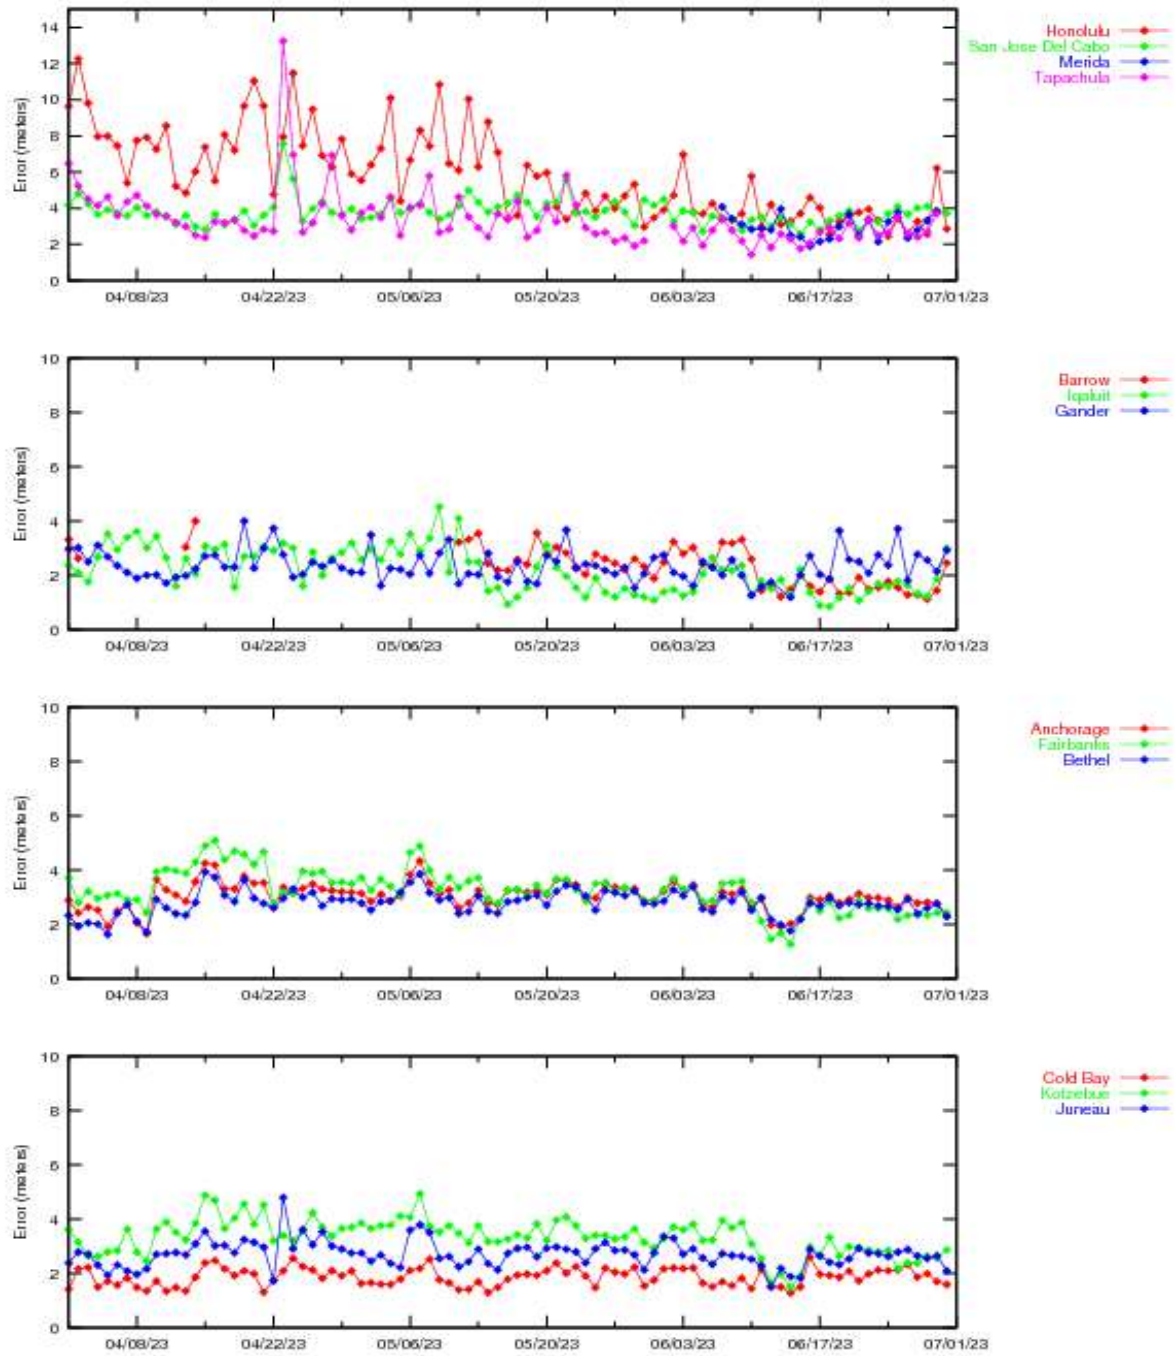 14
12
10
8
6
4
2
0
Error (meters)
04/08/23 04/22/23 05/06/23 05/20/23 06/03/23 06/17/23 07/01/23
Honolulu
San Jose Del Cabo
Merida
Tapachula
10
8
6
4
2
0
Error (meters)
04/08/23 04/22/23 05/06/23 05/20/23 06/03/23 06/17/23 07/01/23
Barrow
Iqaluit
Gander
10
8
6
4
2
0
Error (meters)
04/08/23 04/22/23 05/06/23 05/20/23 06/03/23 06/17/23 07/01/23
Anchorage
Fairbanks
Bethel
10
8
6
4
2
0
Error (meters)
04/08/23 04/22/23 05/06/23 05/20/23 06/03/23 06/17/23 07/01/23
Cold Bay
Kotzebue
Juneau